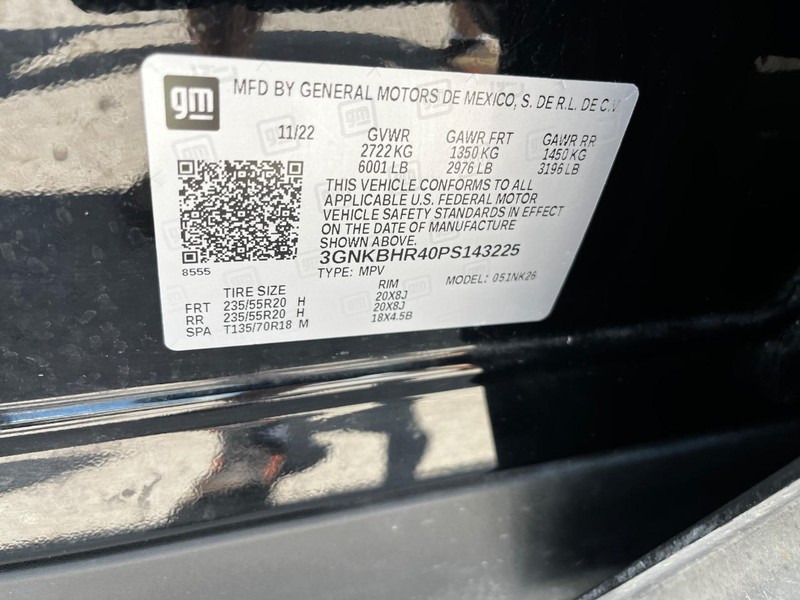 gm MFD BY GENERAL MOTORS DE MEXICO, S. DE R.L. DE C.V
11/22 GVWR GAWR FRT GAWR RR
2722 KG 1350 KG 1450 KG
6001 LB 2976 LB 3196 LB
THIS VEHICLE CONFORMS TO ALL
APPLICABLE U.S. FEDERAL MOTOR
VEHICLE SAFETY STANDARDS IN EFFECT
ON THE DATE OF MANUFACTURE
SHOWN ABOVE.
3GNKBHR40PS143225
8555 TYPE: MPV MODEL: 051NK26
TIRE SIZE RIM
FRT 235/55R20 H 20X8J
RR 235/55R20 H 20X8J
SPA T135/70R18 M 18X4.5B